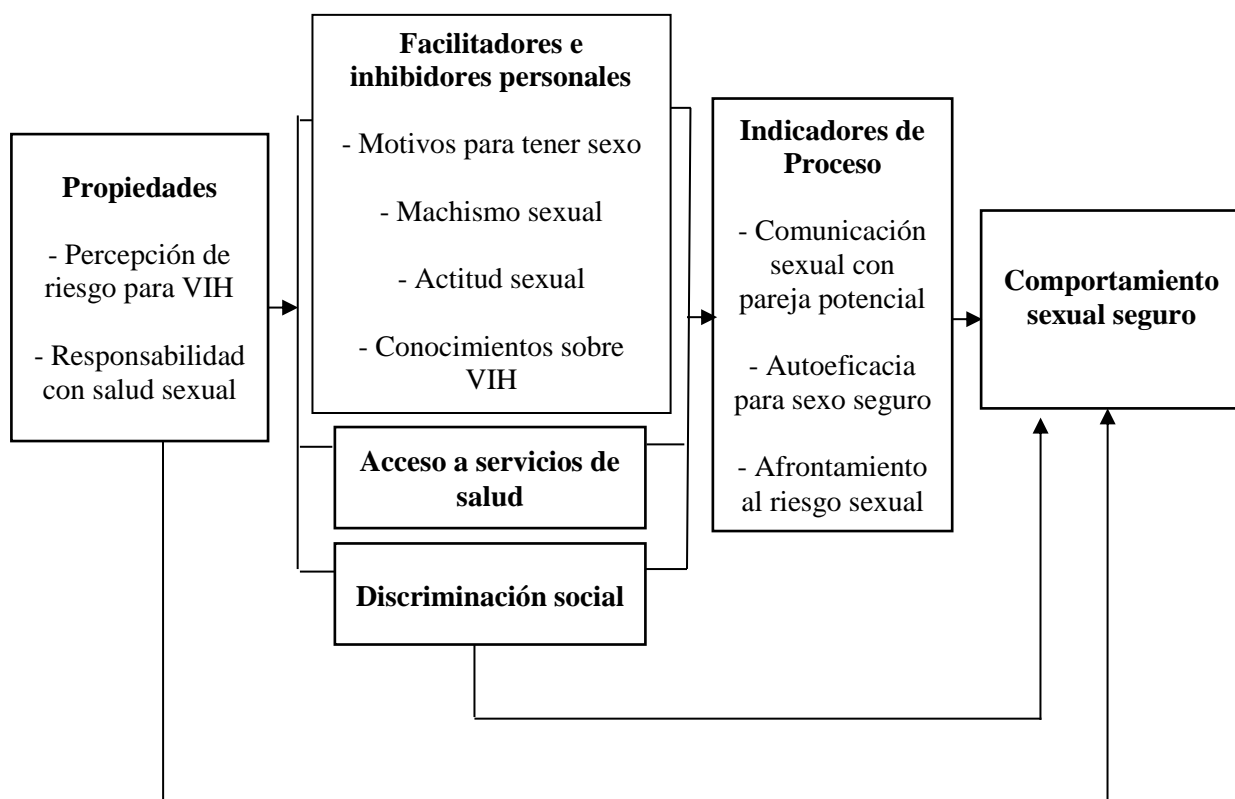 Propiedades
- Percepción de
riesgo para VIH
- Responsabilidad
con salud sexual
Facilitadores e
inhibidores personales
- Motivos para tener sexo
- Machismo sexual
- Actitud sexual
- Conocimientos sobre
VIH
Acceso a servicios de
salud
Discriminación social
Indicadores de
Proceso
- Comunicación
sexual con
pareja potencial
- Autoeficacia
para sexo seguro
- Afrontamiento
al riesgo sexual
Comportamiento
sexual seguro